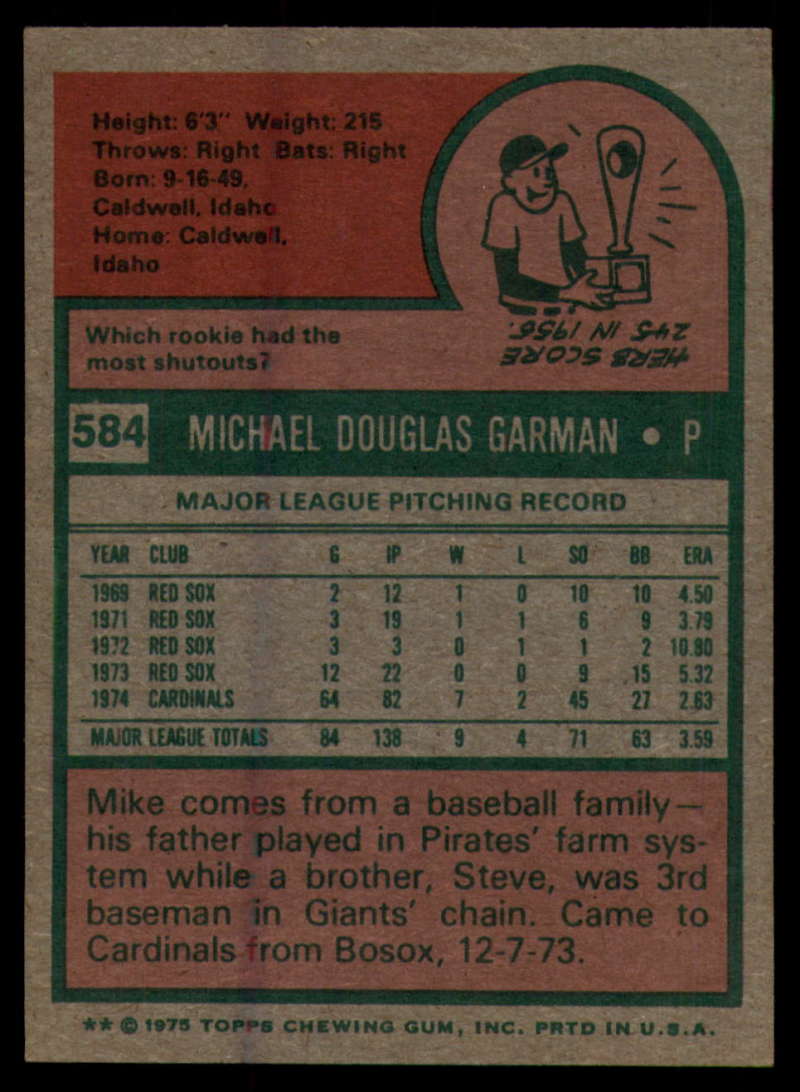 Height: 6'3" Weight: 215
Throws: Right Bats: Right
Born: 9-16-49,
Caldwell, Idaho
Home: Caldwell,
Idaho
Which rookie had the
most shutouts?
HERB SCORE
245 IN 1955.
584 MICHAEL DOUGLAS GARMAN • P
MAJOR LEAGUE PITCHING RECORD
YEAR CLUB G IP W L SO BB ERA
1969 RED SOX 2 12 1 0 10 10 4.50
1971 RED SOX 3 19 1 1 6 9 3.79
1972 RED SOX 3 3 0 1 1 2 10.80
1973 RED SOX 12 22 0 0 9 15 5.32
1974 CARDINALS 64 82 7 2 45 27 2.63
MAJOR LEAGUE TOTALS 84 138 9 4 71 63 3.59
Mike comes from a baseball family—
his father played in Pirates' farm sys-
tem while a brother, Steve, was 3rd
baseman in Giants' chain. Came to
Cardinals from Bosox, 12-7-73.
** © 1975 TOPPS CHEWING GUM, INC. PRTD IN U.S.A.